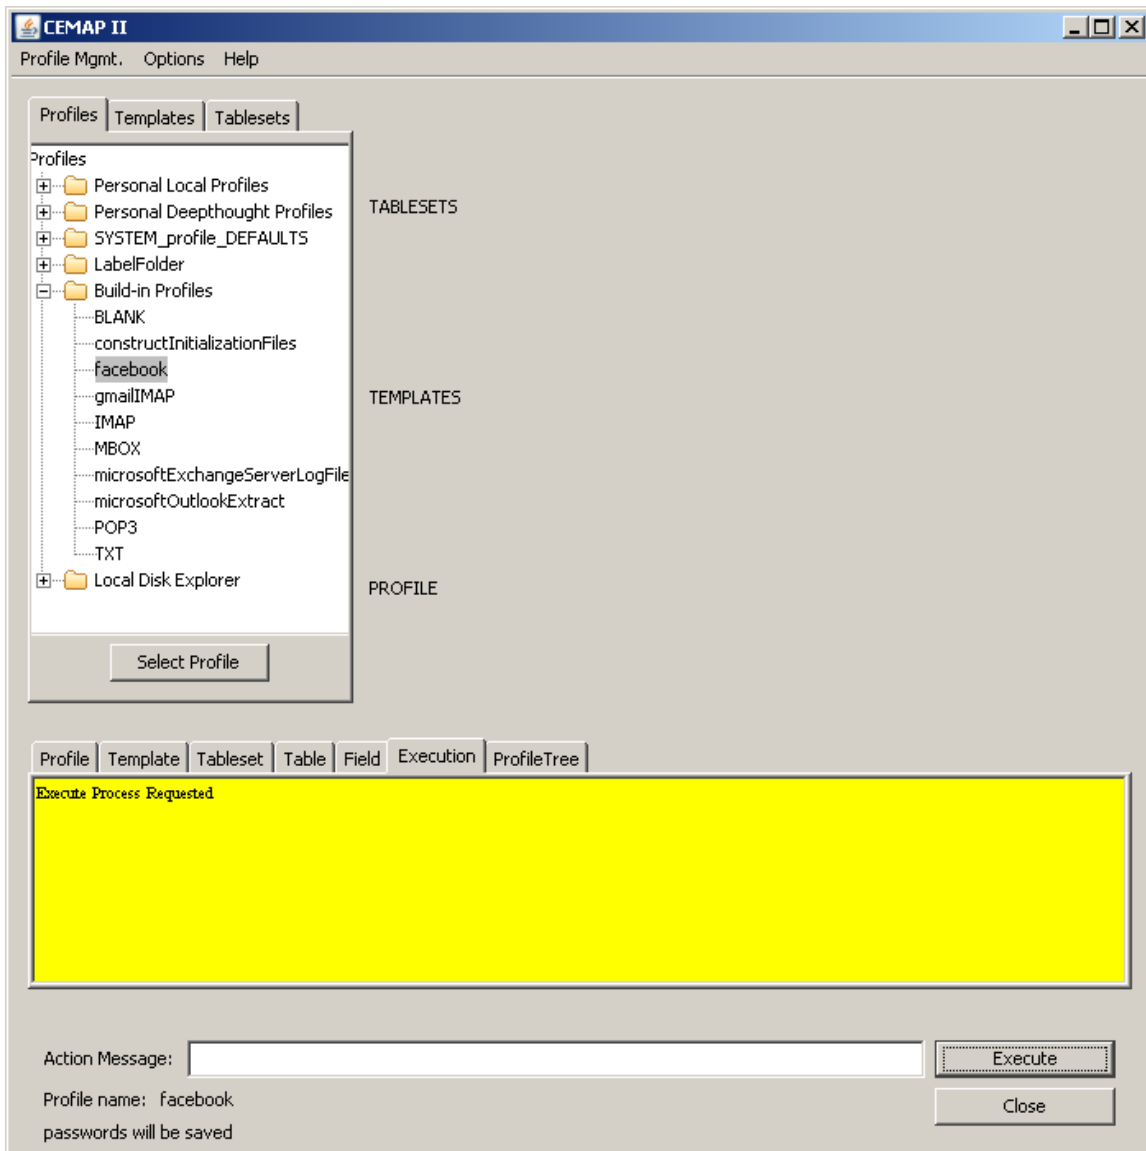 CEMAP II
Profile Mgmt. Options Help
Profiles Templates Tablesets
Profiles
Personal Local Profiles
Personal Deepthought Profiles
TABLESETS
SYSTEM_profile_DEFAULTS
LabelFolder
Build-in Profiles
BLANK
constructInitializationFiles
facebook
gmailIMAP
TEMPLATES
IMAP
MBOX
microsoftExchangeServerLogFile
microsoftOutlookExtract
POP3
TXT
Local Disk Explorer
PROFILE
Select Profile
Profile Template Tableset Table Field Execution ProfileTree
Execute Process Requested
Action Message:
Execute
Profile name: facebook
Close
passwords will be saved